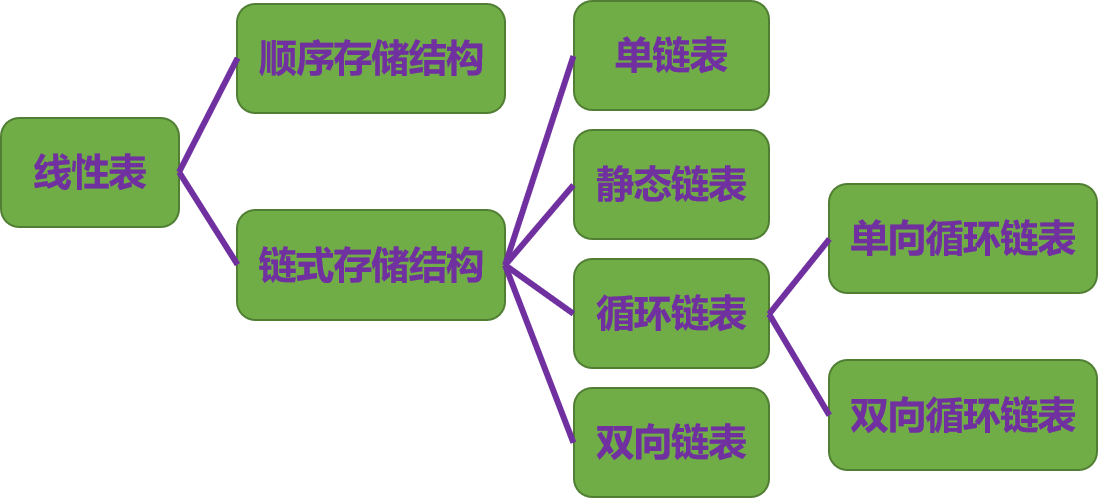 线性表
顺序存储结构
链式存储结构
单链表
静态链表
循环链表
双向链表
单向循环链表
双向循环链表